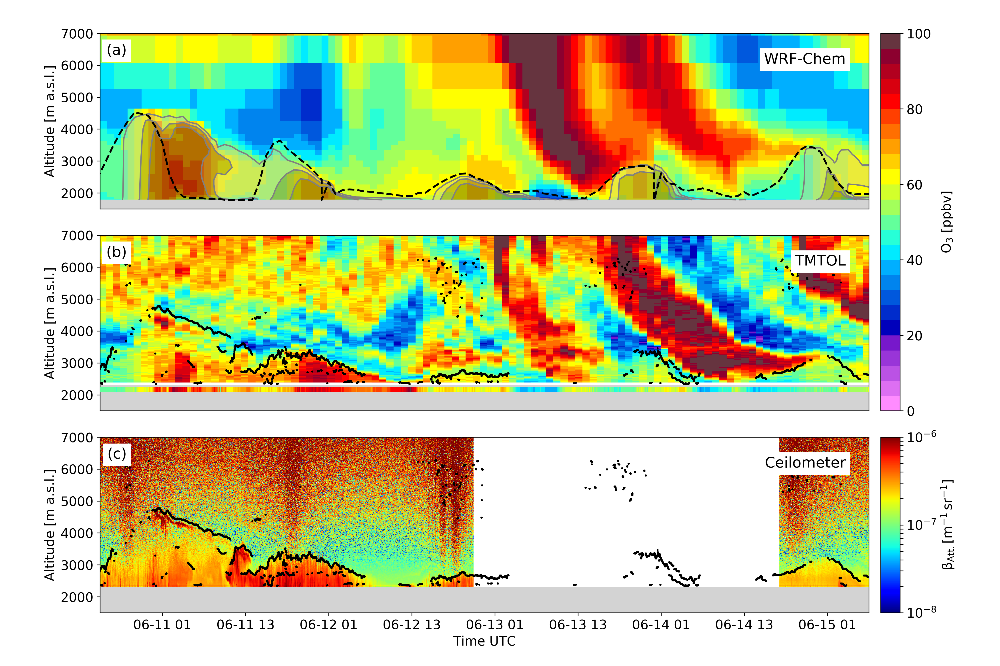 (a)
WRF-Chem
7000
6000
5000
4000
3000
2000
Altitude [m a.s.l.]
(b)
TMTOL
7000
6000
5000
4000
3000
2000
Altitude [m a.s.l.]
100
80
60
40
20
0
O₃ [ppbv]
(c)
Ceilometer
7000
6000
5000
4000
3000
2000
Altitude [m a.s.l.]
10⁻⁶
10⁻⁷
10⁻⁸
β_Att. [m⁻¹ sr⁻¹]
06-11 01 06-11 13 06-12 01 06-12 13 06-13 01 06-13 13 06-14 01 06-14 13 06-15 01
Time UTC